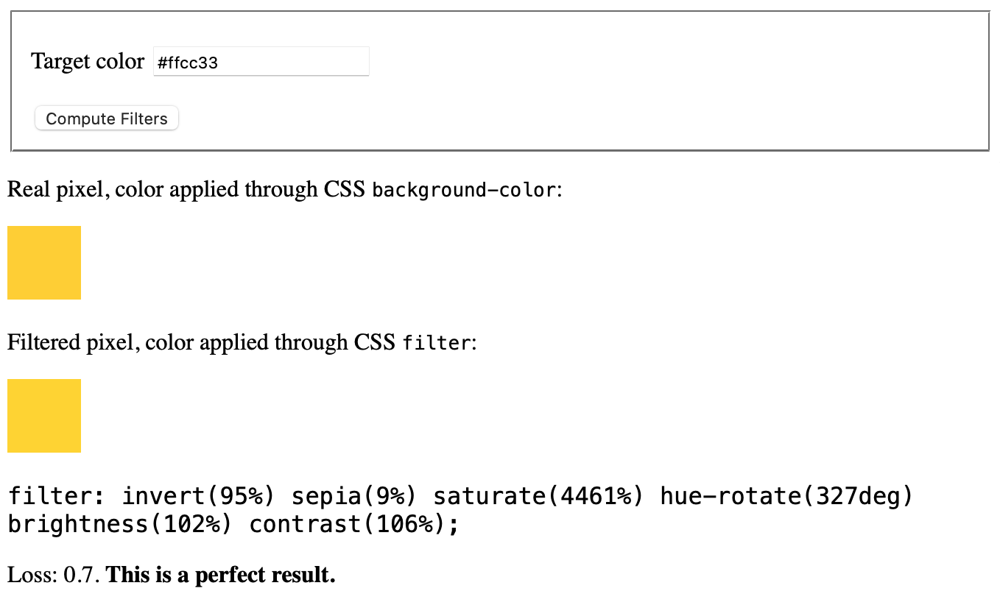 Target color #ffcc33
Compute Filters
Real pixel, color applied through CSS background-color:
Filtered pixel, color applied through CSS filter:
filter: invert(95%) sepia(9%) saturate(4461%) hue-rotate(327deg)
brightness(102%) contrast(106%);
Loss: 0.7. This is a perfect result.